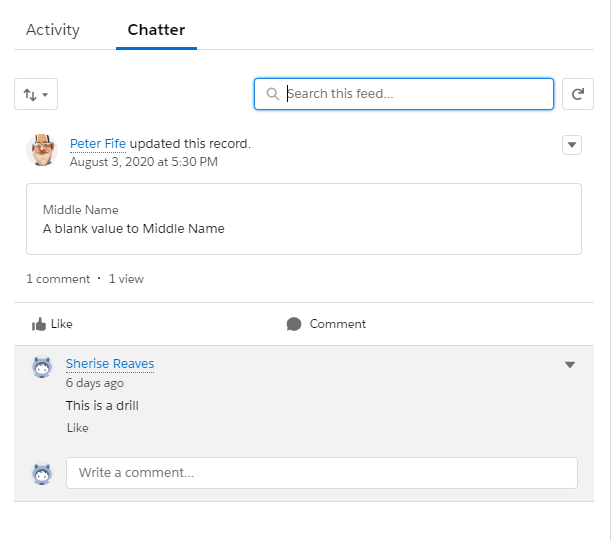 Activity Chatter
Search this feed...
Peter Fife updated this record.
August 3, 2020 at 5:30 PM
Middle Name
A blank value to Middle Name
1 comment · 1 view
Like Comment
Sherise Reaves
6 days ago
This is a drill
Like
Write a comment...